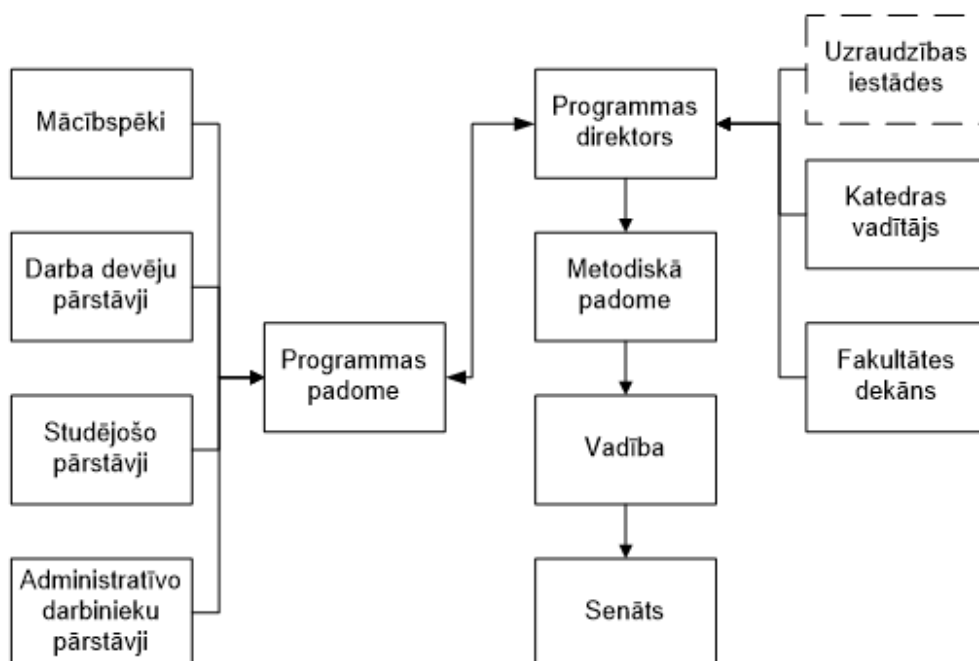 Mācībspēki
Darba devēju
pārstāvji
Studējošo
pārstāvji
Administratīvo
darbinieku
pārstāvji
Programmas
padome
Programmas
direktors
Metodiskā
padome
Vadība
Senāts
Uzraudzības
iestādes
Katedras
vadītājs
Fakultātes
dekāns